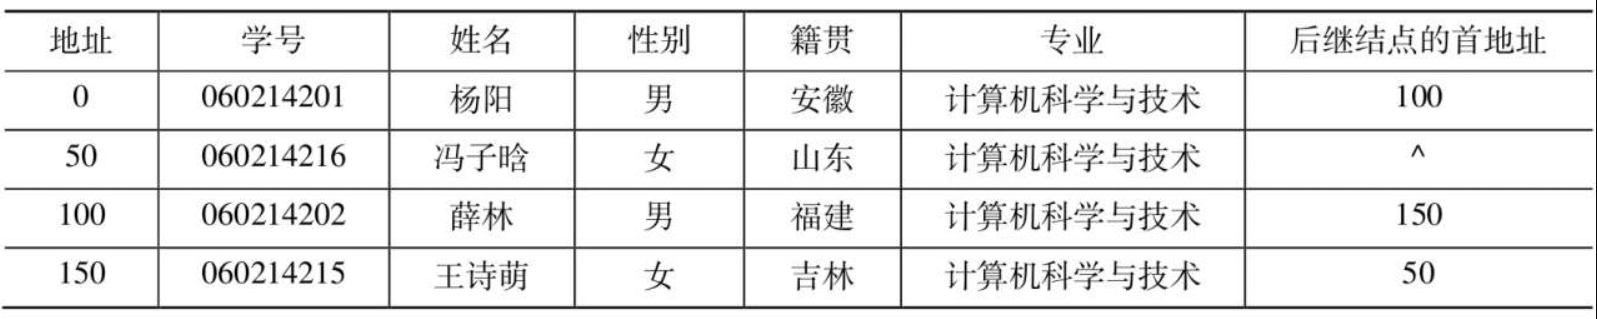 地址 学号 姓名 性别 籍贯 专业 后继结点的首地址
0 060214201 杨阳 男 安徽 计算机科学与技术 100
50 060214216 冯子晗 女 山东 计算机科学与技术 ^
100 060214202 薛林 男 福建 计算机科学与技术 150
150 060214215 王诗萌 女 吉林 计算机科学与技术 50